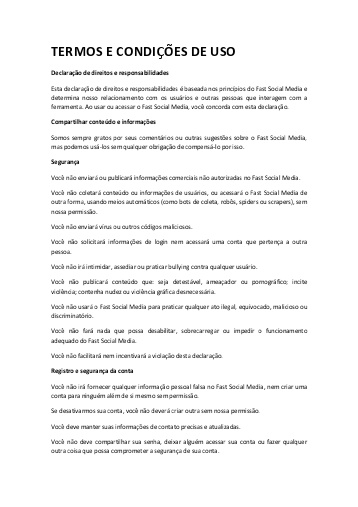 TERMOS E CONDIÇÕES DE USO
Declaração de direitos e responsabilidades
Esta declaração de direitos e responsabilidades é baseada nos princípios do Fast Social Media e
determina nosso relacionamento com os usuários e outras pessoas que interagem com a
ferramenta. Ao usar ou acessar o Fast Social Media, você concorda com esta declaração.
Compartilhar conteúdo e informações
Somos sempre gratos por seus comentários ou outras sugestões sobre o Fast Social Media,
mas podemos usá-los sem qualquer obrigação de compensá-lo por isso.
Segurança
Você não enviará ou publicará informações comerciais não autorizadas no Fast Social Media.
Você não coletará conteúdo ou informações de usuários, ou acessará o Fast Social Media de
outra forma, usando meios automáticos (como bots de coleta, robôs, spiders ou scrapers), sem
nossa permissão.
Você não enviará vírus ou outros códigos maliciosos.
Você não solicitará informações de login nem acessará uma conta que pertença a outra
pessoa.
Você não irá intimidar, assediar ou praticar bullying contra qualquer usuário.
Você não publicará conteúdo que: seja detestável, ameaçador ou pornográfico; incite
violência; contenha nudez ou violência gráfica desnecessária.
Você não usará o Fast Social Media para praticar qualquer ato ilegal, equivocado, malicioso ou
discriminatório.
Você não fará nada que possa desabilitar, sobrecarregar ou impedir o funcionamento
adequado do Fast Social Media.
Você não facilitará nem incentivará a violação desta declaração.
Registro e segurança da conta
Você não irá fornecer qualquer informação pessoal falsa no Fast Social Media, nem criar uma
conta para ninguém além de si mesmo sem permissão.
Se desativarmos sua conta, você não deverá criar outra sem nossa permissão.
Você deve manter suas informações de contato precisas e atualizadas.
Você não deve compartilhar sua senha, deixar alguém acessar sua conta ou fazer qualquer
outra coisa que possa comprometer a segurança de sua conta.